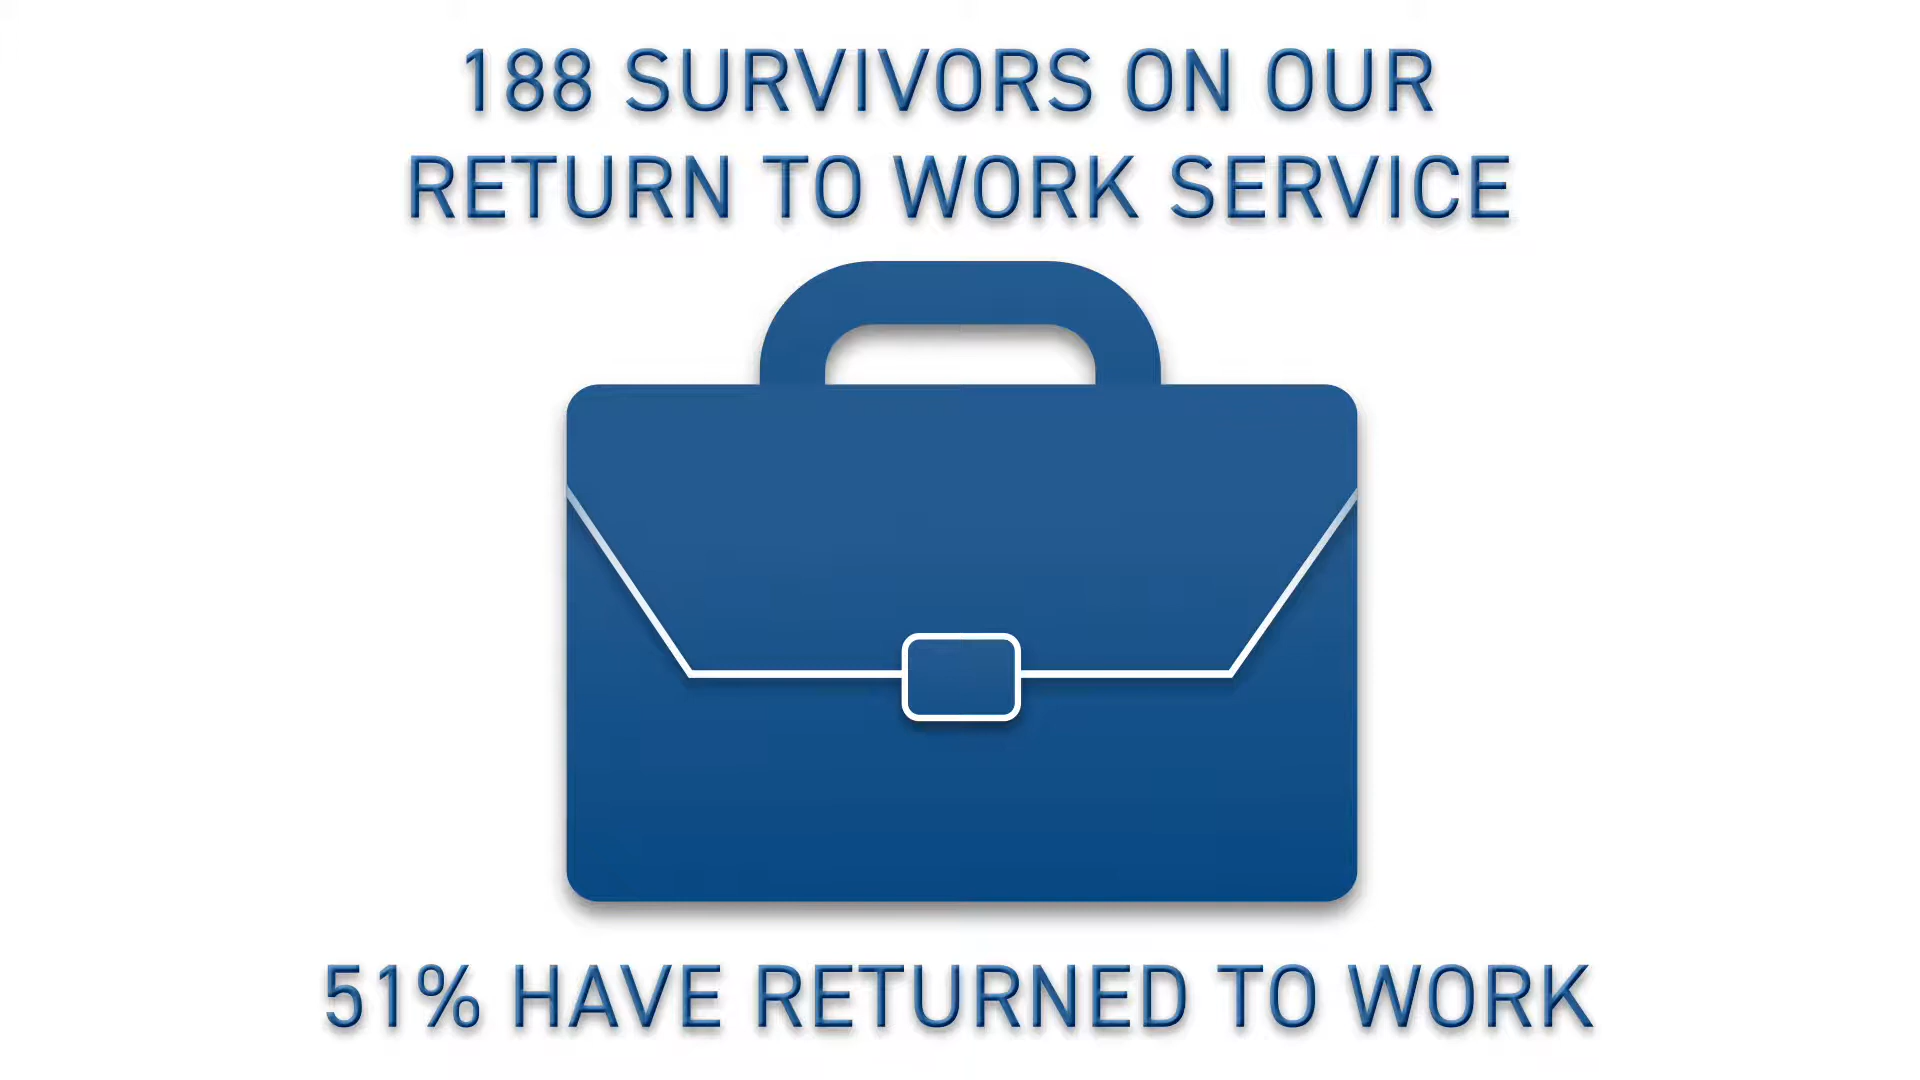 188 SURVIVORS ON OUR
RETURN TO WORK SERVICE
51% HAVE RETURNED TO WORK